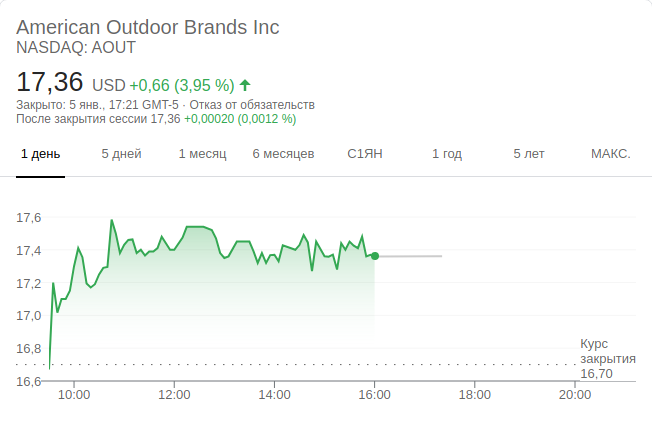 American Outdoor Brands Inc
NASDAQ: AOUT
17,36 USD +0,66 (3,95 %)
Закрыто: 5 янв., 17:21 GMT-5 · Отказ от обязательств
После закрытия сессии 17,36 +0,00020 (0,0012 %)
1 день 5 дней 1 месяц 6 месяцев С1ЯН 1 год 5 лет МАКС.
17,6
17,4
17,2
17,0
16,8
16,6
Курс
закрытия
16,70
10:00 12:00 14:00 16:00 18:00 20:00